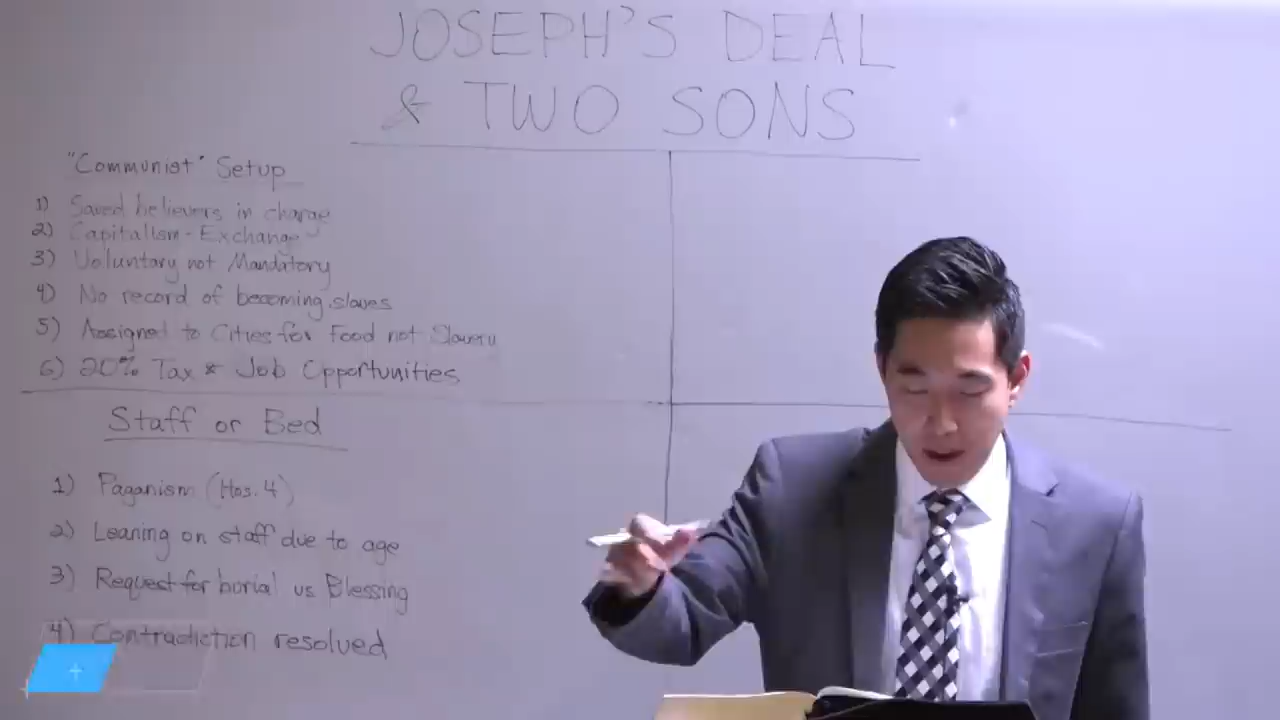 JOSEPH'S DEAL
& TWO SONS
"Communist" Setup
1) Saved believers in charge
2) Capitalism - Exchange
3) Voluntary not Mandatory
4) No record of becoming slaves
5) Assigned to Cities for Food not Slavery
6) 20% Tax & Job Opportunities
Staff or Bed
1) Paganism (Hos. 4)
2) Leaning on staff due to age
3) Request for burial vs Blessing
4) Contradiction resolved